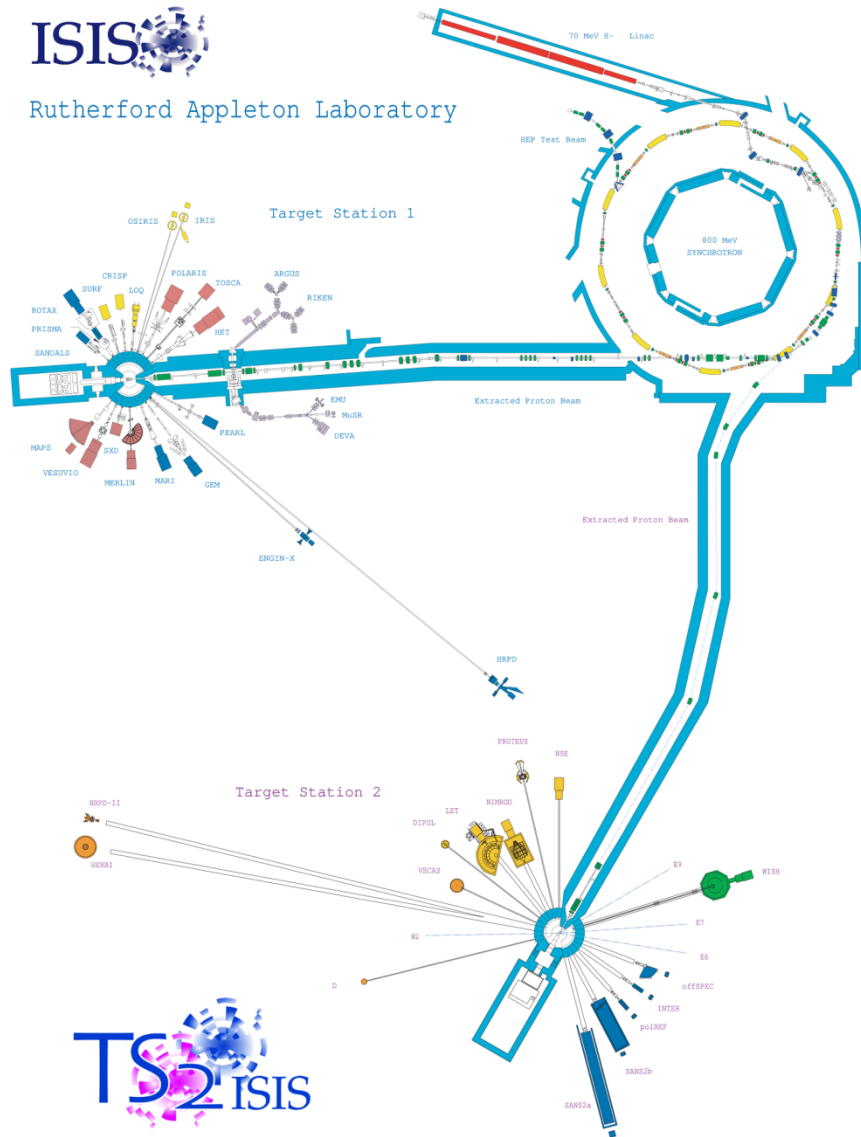 ISIS
70 MeV H- Linac
Rutherford Appleton Laboratory
HEP Test Beam
Target Station 1
OSIRIS
IRIS
800 MeV
SYNCHROTRON
CRISP
POLARIS
ARGUS
SURF
LOQ
TOSCA
RIKEN
ROTAX
PRISMA
HET
SANDALS
Extracted Proton Beam
EMU
MuSR
PEARL
DEVA
MAPS
SXD
VESUVIO
MERLIN
MARI
GEM
Extracted Proton Beam
ENGIN-X
HRPD
PROTEUS
NSE
Target Station 2
HRPD-II
LET
NIMROD
DIPOL
HERBI
VECAS
E9
WISH
W2
E7
E6
D
offSPEC
INTER
polREF
SANS2b
SANS2a
TS2 ISIS